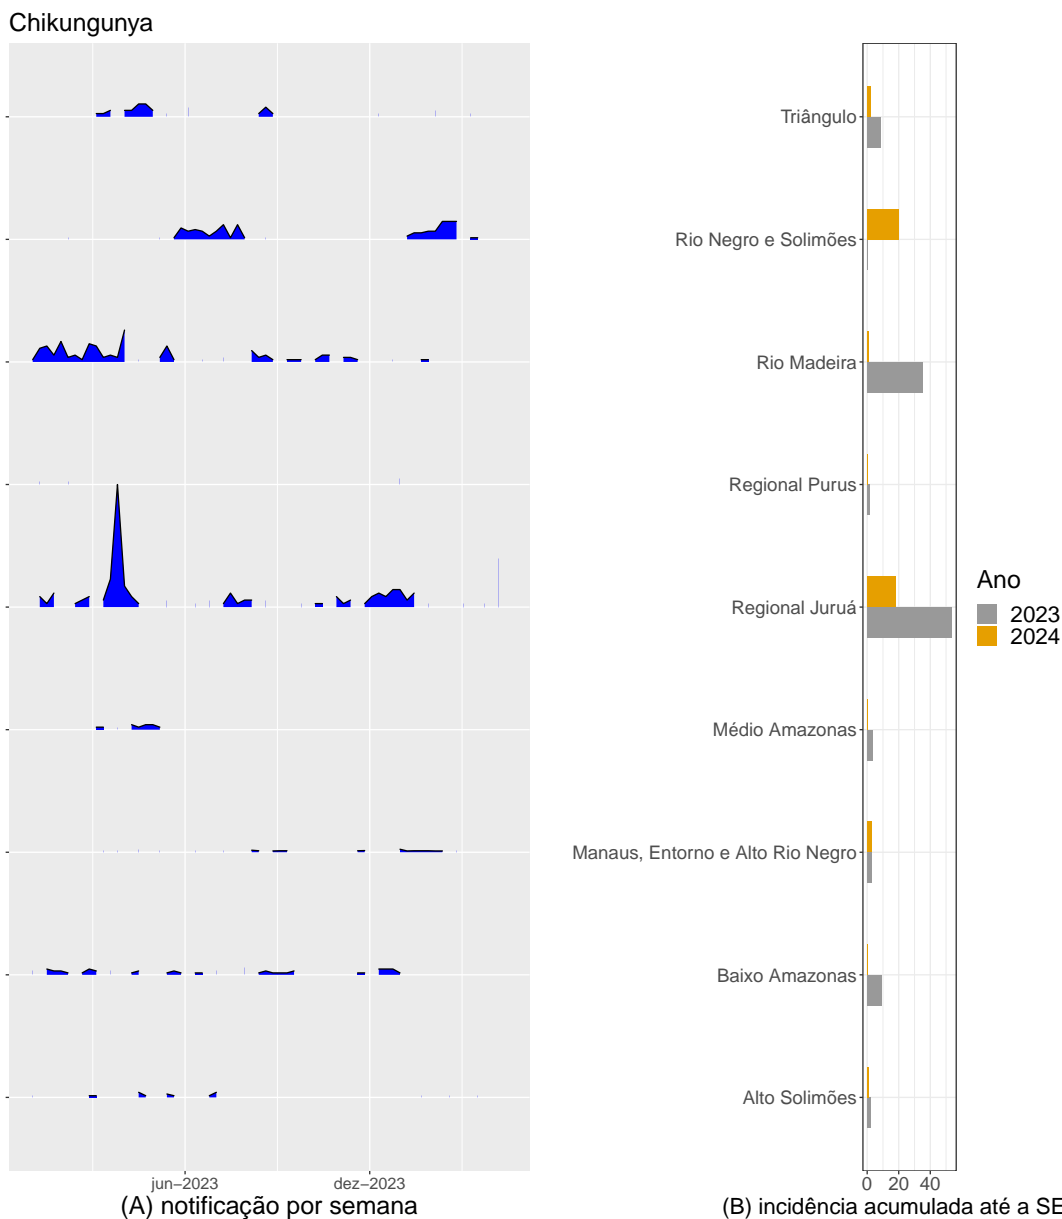 Chikungunya
Triângulo
Rio Negro e Solimões
Rio Madeira
Regional Purus
Regional Juruá
Médio Amazonas
Manaus, Entorno e Alto Rio Negro
Baixo Amazonas
Alto Solimões
Ano
2023
2024
jun−2023 dez−2023
0 20 40
(A) notificação por semana
(B) incidência acumulada até a SE